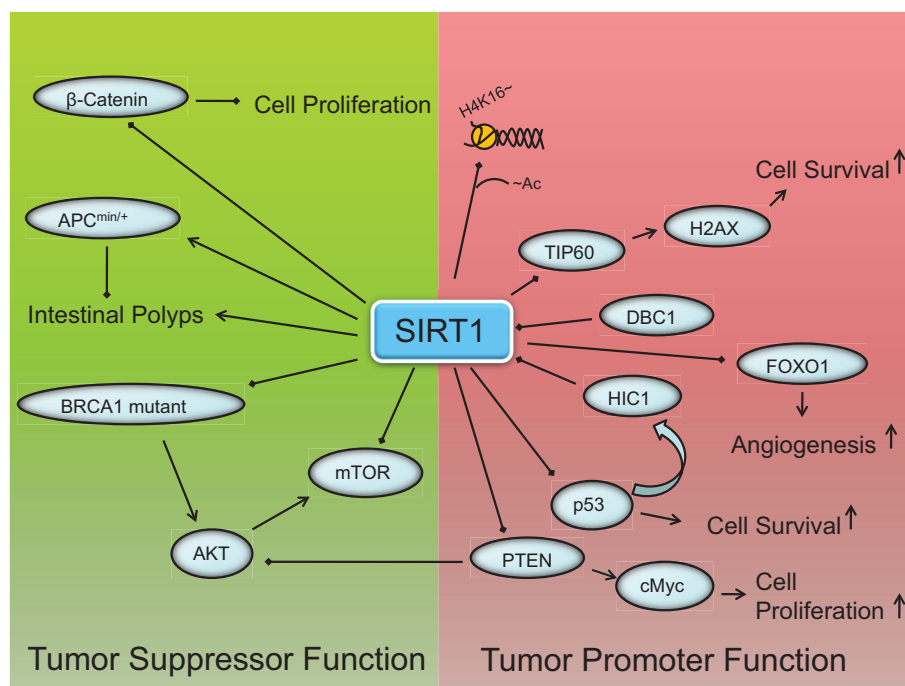 β-Catenin
Cell Proliferation
APCmin/+
Intestinal Polyps
BRCA1 mutant
mTOR
AKT
SIRT1
H4K16~
~Ac
Cell Survival
H2AX
TIP60
DBC1
FOXO1
HIC1
Angiogenesis
p53
Cell Survival
PTEN
cMyc
Cell
Proliferation
Tumor Suppressor Function
Tumor Promoter Function